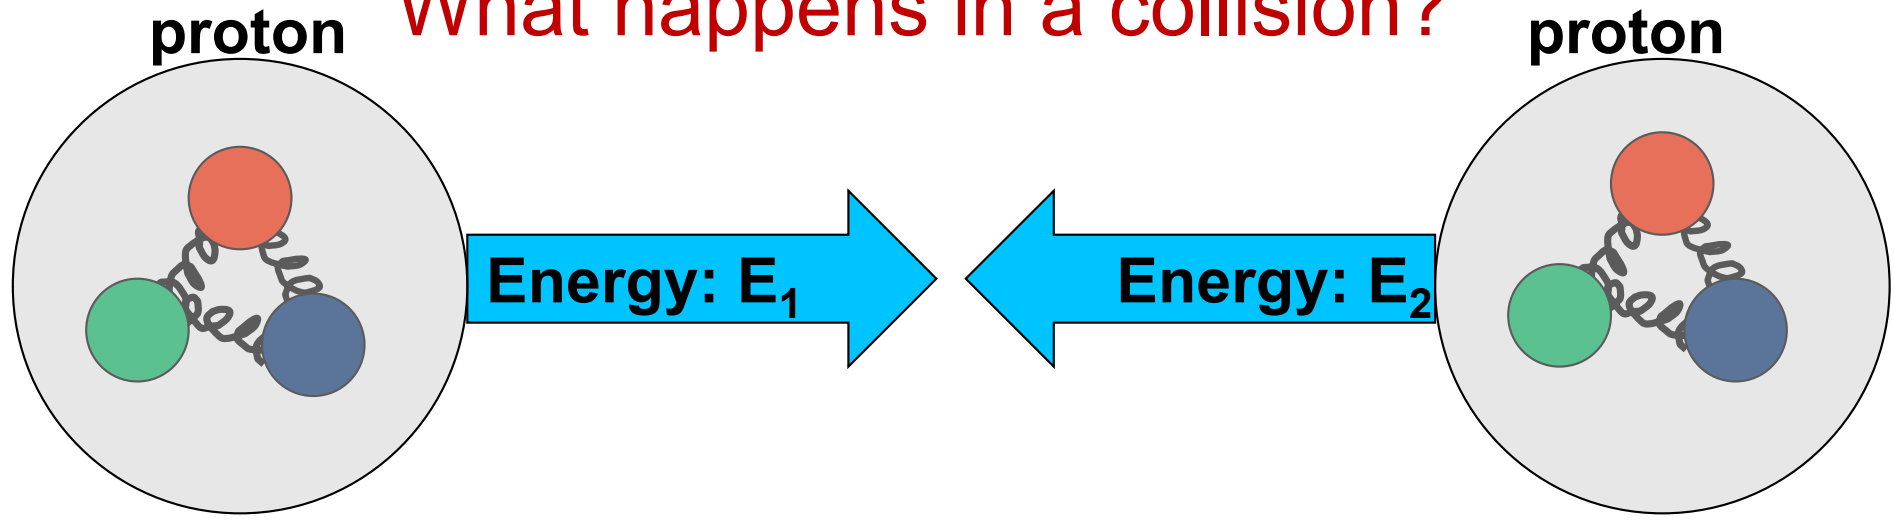 What happens in a collision?
proton
proton
Energy: E₁
Energy: E₂